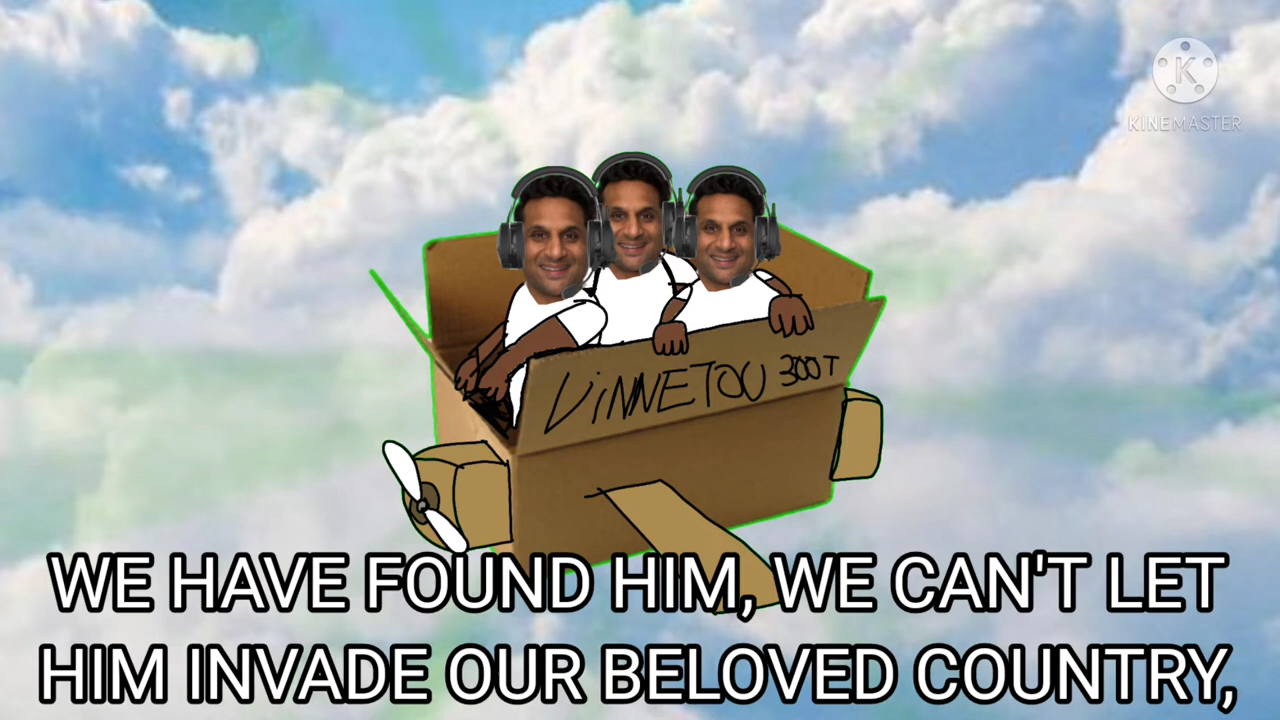 KINEMASTER
ViNNETOU 300T
WE HAVE FOUND HIM, WE CAN'T LET
HIM INVADE OUR BELOVED COUNTRY,